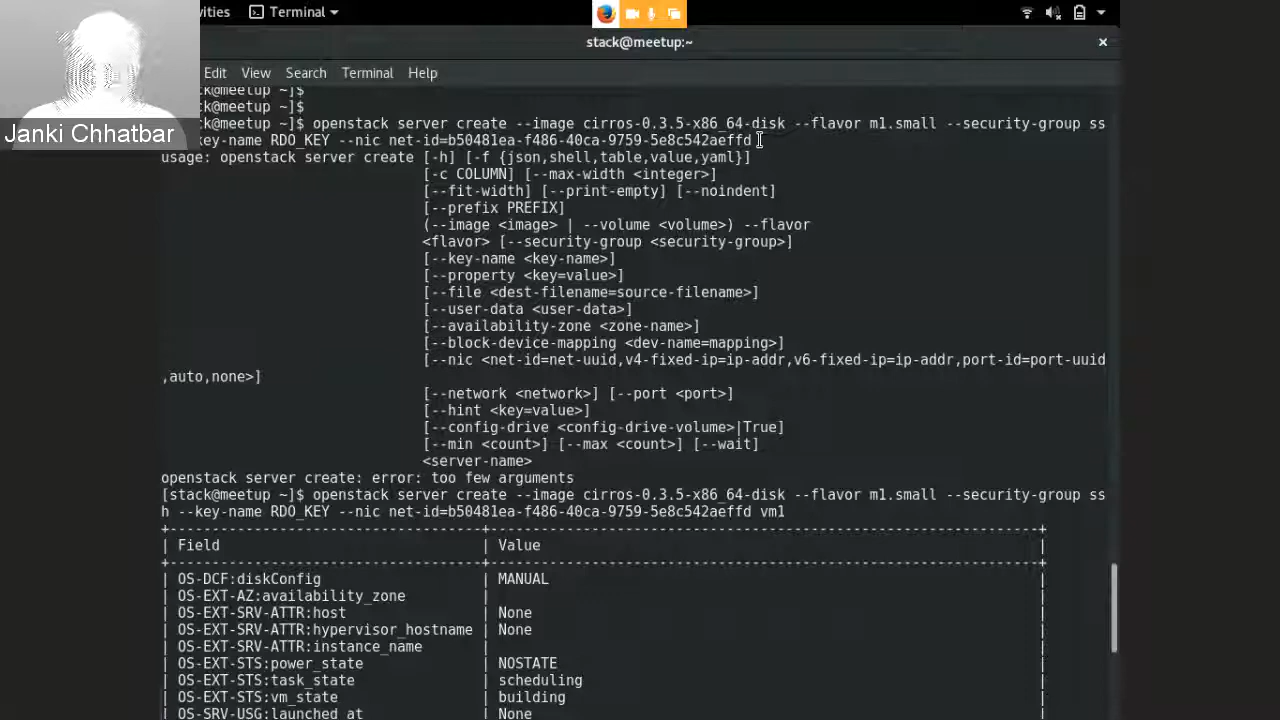 vities Terminal
stack@meetup:~
Edit View Search Terminal Help
Janki Chhatbar
ck@meetup ~]$
ck@meetup ~]$
ck@meetup ~]$ openstack server create --image cirros-0.3.5-x86_64-disk --flavor m1.small --security-group ss
key-name RDO_KEY --nic net-id=b50481ea-f486-40ca-9759-5e8c542aeffd
usage: openstack server create [-h] [-f {json,shell,table,value,yaml}]
[-c COLUMN] [--max-width <integer>]
[--fit-width] [--print-empty] [--noindent]
[--prefix PREFIX]
(--image <image> | --volume <volume>) --flavor
<flavor> [--security-group <security-group>]
[--key-name <key-name>]
[--property <key=value>]
[--file <dest-filename=source-filename>]
[--user-data <user-data>]
[--availability-zone <zone-name>]
[--block-device-mapping <dev-name=mapping>]
[--nic <net-id=net-uuid,v4-fixed-ip=ip-addr,v6-fixed-ip=ip-addr,port-id=port-uuid
,auto,none>]
[--network <network>] [--port <port>]
[--hint <key=value>]
[--config-drive <config-drive-volume>|True]
[--min <count>] [--max <count>] [--wait]
<server-name>
openstack server create: error: too few arguments
[stack@meetup ~]$ openstack server create --image cirros-0.3.5-x86_64-disk --flavor m1.small --security-group ss
h --key-name RDO_KEY --nic net-id=b50481ea-f486-40ca-9759-5e8c542aeffd vm1
| Field | Value |
| OS-DCF:diskConfig | MANUAL |
| OS-EXT-AZ:availability_zone | |
| OS-EXT-SRV-ATTR:host | None |
| OS-EXT-SRV-ATTR:hypervisor_hostname | None |
| OS-EXT-SRV-ATTR:instance_name | |
| OS-EXT-STS:power_state | NOSTATE |
| OS-EXT-STS:task_state | scheduling |
| OS-EXT-STS:vm_state | building |
| OS-SRV-USG:launched_at | None |